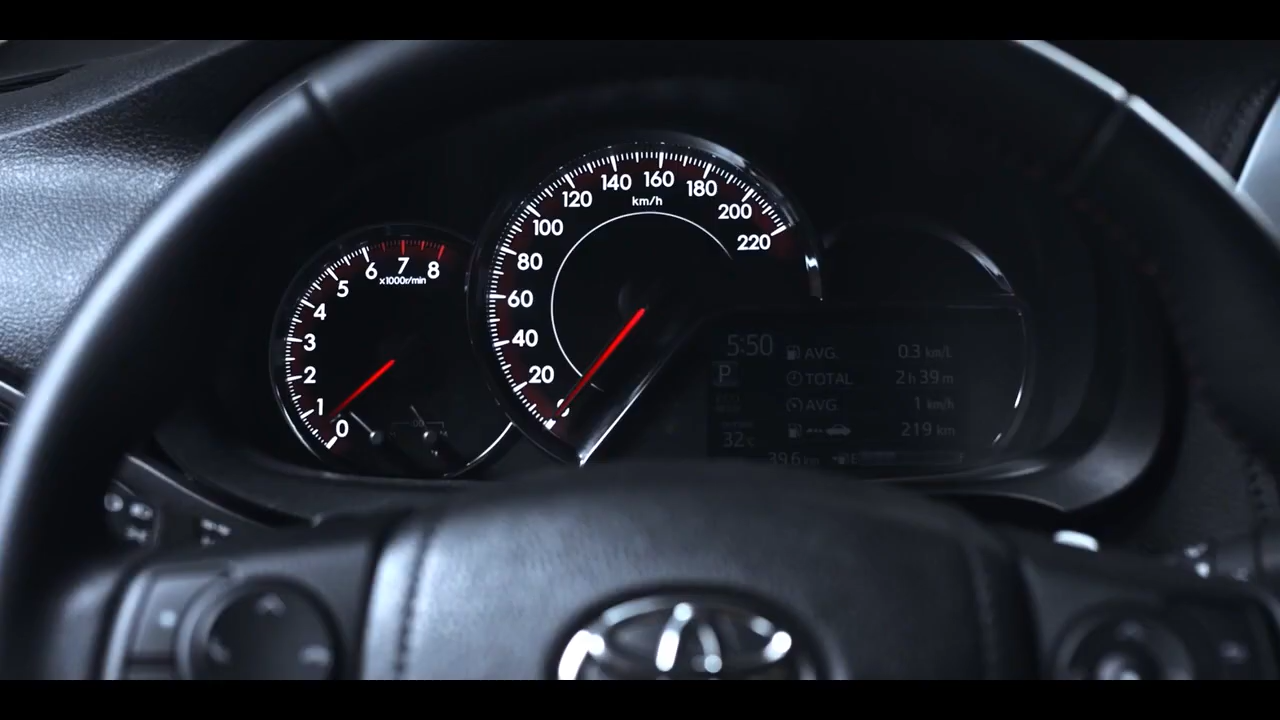 0 1 2 3 4 5 6 7 8
x1000r/min
20 40 60 80 100 120 140 160 180 200 220
km/h
5:50
P
32
AVG. 0.3 km/L
TOTAL 2h 39m
AVG. 1 km/h
219 km
396 km
E